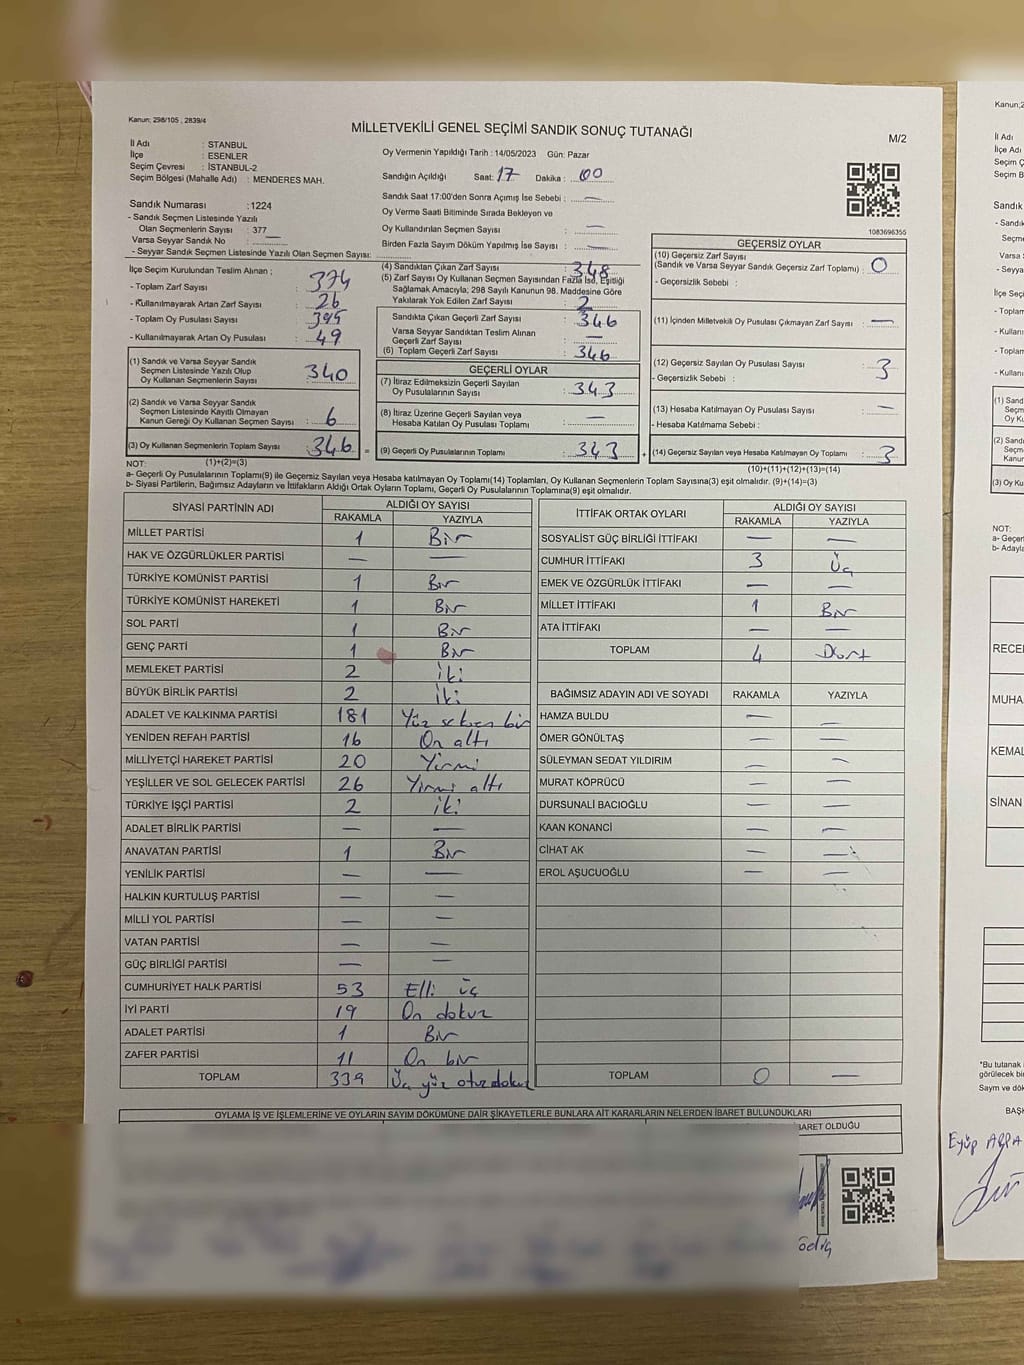 Kanun; 298/105 , 2839/4
MİLLETVEKİLİ GENEL SEÇİMİ SANDIK SONUÇ TUTANAĞI
M/2
İl Adı : STANBUL
İlçe : ESENLER
Seçim Çevresi : İSTANBUL-2
Seçim Bölgesi (Mahalle Adı) : MENDERES MAH.
Oy Vermenin Yapıldığı Tarih : 14/05/2023 Gün: Pazar
Sandığın Açıldığı Saat: 17 Dakika : 00
Sandık Saat 17:00'den Sonra Açımış İse Sebebi : —
Oy Verme Saati Bitiminde Sırada Bekleyen ve
Oy Kullandırılan Seçmen Sayısı : —
Birden Fazla Sayım Döküm Yapılmış İse Sayısı : —
1083696355
Sandık Numarası : 1224
- Sandık Seçmen Listesinde Yazılı
Olan Seçmenlerin Sayısı : 377
Varsa Seyyar Sandık No :
- Seyyar Sandık Seçmen Listesinde Yazılı Olan Seçmen Sayısı:
İlçe Seçim Kurulundan Teslim Alınan ;
- Toplam Zarf Sayısı : 374
- Kullanılmayarak Artan Zarf Sayısı : 26
- Toplam Oy Pusulası Sayısı : 395
- Kullanılmayarak Artan Oy Pusulası : 49
(1) Sandık ve Varsa Seyyar Sandık
Seçmen Listesinde Yazılı Olup
Oy Kullanan Seçmenlerin Sayısı : 340
(2) Sandık ve Varsa Seyyar Sandık
Seçmen Listesinde Kayıtlı Olmayan
Kanun Gereği Oy Kullanan Seçmen Sayısı : 6
(3) Oy Kullanan Seçmenlerin Toplam Sayısı : 346 =
(1)+(2)=(3)
(4) Sandıktan Çıkan Zarf Sayısı : 348
(5) Zarf Sayısı Oy Kullanan Seçmen Sayısından Fazla İse, Eşitliği
Sağlamak Amacıyla; 298 Sayılı Kanunun 98. Maddesine Göre
Yakılarak Yok Edilen Zarf Sayısı : 2
Sandıkta Çıkan Geçerli Zarf Sayısı : 346
Varsa Seyyar Sandıktan Teslim Alınan
Geçerli Zarf Sayısı : —
(6) Toplam Geçerli Zarf Sayısı : 346
GEÇERLİ OYLAR
(7) İtiraz Edilmeksizin Geçerli Sayılan
Oy Pusulalarının Sayısı : 343
(8) İtiraz Üzerine Geçerli Sayılan veya
Hesaba Katılan Oy Pusulası Toplamı : —
(9) Geçerli Oy Pusulalarının Toplamı : 343 +
GEÇERSİZ OYLAR
(10) Geçersiz Zarf Sayısı
(Sandık ve Varsa Seyyar Sandık Geçersiz Zarf Toplamı) : 0
- Geçersizlik Sebebi :
(11) İçinden Milletvekili Oy Pusulası Çıkmayan Zarf Sayısı : —
(12) Geçersiz Sayılan Oy Pusulası Sayısı : 3
- Geçersizlik Sebebi :
(13) Hesaba Katılmayan Oy Pusulası Sayısı : —
- Hesaba Katılmama Sebebi :
(14) Geçersiz Sayılan veya Hesaba Katılmayan Oy Toplamı : 3
(10)+(11)+(12)+(13)=(14)
NOT:
a- Geçerli Oy Pusulalarının Toplamı(9) ile Geçersiz Sayılan veya Hesaba katılmayan Oy Pusulası Toplamı(14) Toplamları, Oy Kullanan Seçmenlerin Toplam Sayısına(3) eşit olmalıdır. (9)+(14)=(3)
b- Siyasi Partilerin, Bağımsız Adayların ve İttifakların Aldığı Ortak Oyların Toplamı, Geçerli Oy Pusulalarının Toplamına(9) eşit olmalıdır.
SİYASİ PARTİNİN ADI ALDIĞI OY SAYISI
RAKAMLA YAZIYLA
MİLLET PARTİSİ 1 Bir
HAK VE ÖZGÜRLÜKLER PARTİSİ — —
TÜRKİYE KOMÜNİST PARTİSİ 1 Bir
TÜRKİYE KOMÜNİST HAREKETİ 1 Bir
SOL PARTİ 1 Bir
GENÇ PARTİ 1 Bir
MEMLEKET PARTİSİ 2 iki
BÜYÜK BİRLİK PARTİSİ 2 iki
ADALET VE KALKINMA PARTİSİ 181 Yüz seksen bir
YENİDEN REFAH PARTİSİ 16 On altı
MİLLİYETÇİ HAREKET PARTİSİ 20 Yirmi
YEŞİLLER VE SOL GELECEK PARTİSİ 26 Yirmi altı
TÜRKİYE İŞÇİ PARTİSİ 2 iki
ADALET BİRLİK PARTİSİ — —
ANAVATAN PARTİSİ 1 Bir
YENİLİK PARTİSİ — —
HALKIN KURTULUŞ PARTİSİ — —
MİLLİ YOL PARTİSİ — —
VATAN PARTİSİ — —
GÜÇ BİRLİĞİ PARTİSİ — —
CUMHURİYET HALK PARTİSİ 53 Elli üç
İYİ PARTİ 19 On dokuz
ADALET PARTİSİ 1 Bir
ZAFER PARTİSİ 11 On bir
TOPLAM 339 Üç yüz otuz dokuz
İTTİFAK ORTAK OYLARI ALDIĞI OY SAYISI
RAKAMLA YAZIYLA
SOSYALİST GÜÇ BİRLİĞİ İTTİFAKI — —
CUMHUR İTTİFAKI 3 Üç
EMEK VE ÖZGÜRLÜK İTTİFAKI — —
MİLLET İTTİFAKI 1 Bir
ATA İTTİFAKI — —
TOPLAM 4 Dört
BAĞIMSIZ ADAYIN ADI VE SOYADI RAKAMLA YAZIYLA
HAMZA BULDU — —
ÖMER GÖNÜLTAŞ — —
SÜLEYMAN SEDAT YILDIRIM — —
MURAT KÖPRÜCÜ — —
DURSUNALİ BACIOĞLU — —
KAAN KONANCİ — —
CİHAT AK — —
EROL AŞUCUOĞLU — —
TOPLAM 0 —
OYLAMA İŞ VE İŞLEMLERİNE VE OYLARIN SAYIM DÖKÜMÜNE DAİR ŞİKAYETLERLE BUNLARA AİT KARARLARIN NELERDEN İBARET BULUNDUKLARI
BARET OLDUĞU
Kanun;2
İl Adı
İlçe Adı
Seçim Ç
Seçim B
Sandık
- Sandı
Seçme
Varsa
- Seyya
İlçe Seçi
- Toplam
- Kullanı
- Toplam
- Kullanı
(1) Sand
Seçm
Oy Ku
(2) Sandı
Seçm
Kanur
(3) Oy Ku
NOT:
a- Geçer
b- Adayla
RECE
MUHA
KEMAL
SİNAN
*Bu tutanak
görülecek bi
Sayım ve dö
BAŞK
Eyüp ARPA